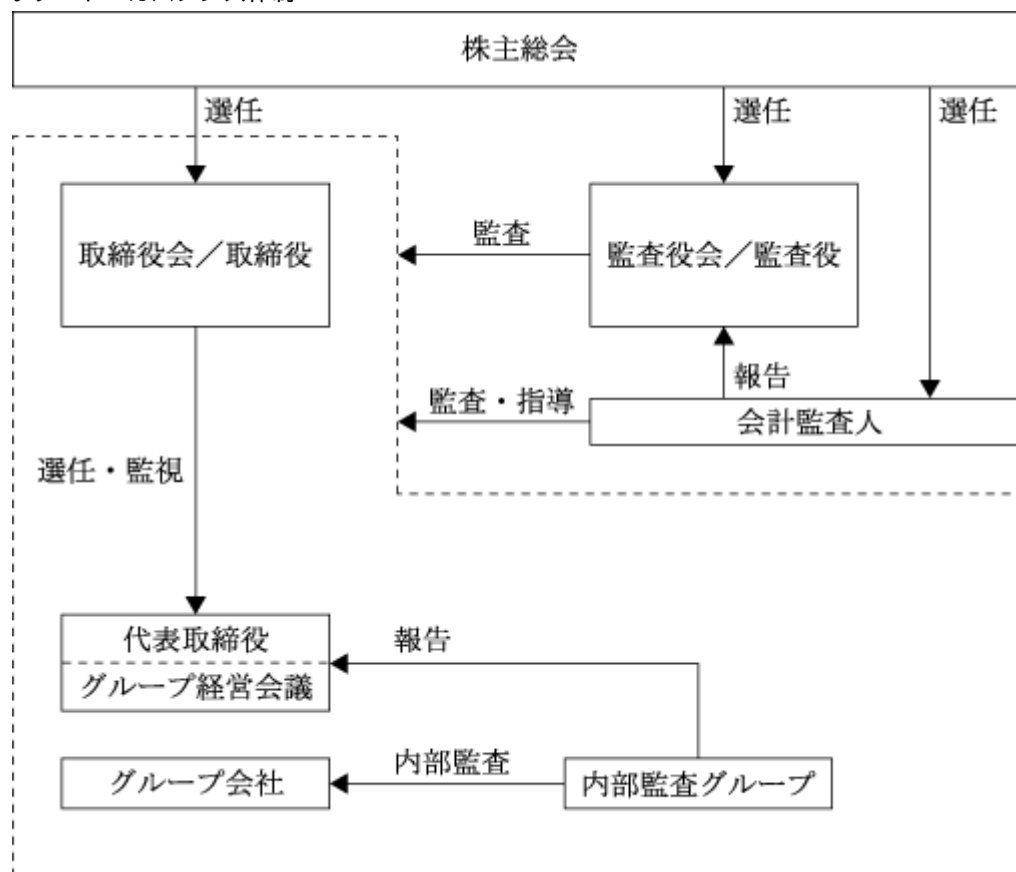 株主総会
選任
選任
選任
取締役会／取締役
監査
監査役会／監査役
報告
監査・指導
会計監査人
選任・監視
代表取締役
報告
グループ経営会議
グループ会社
内部監査
内部監査グループ